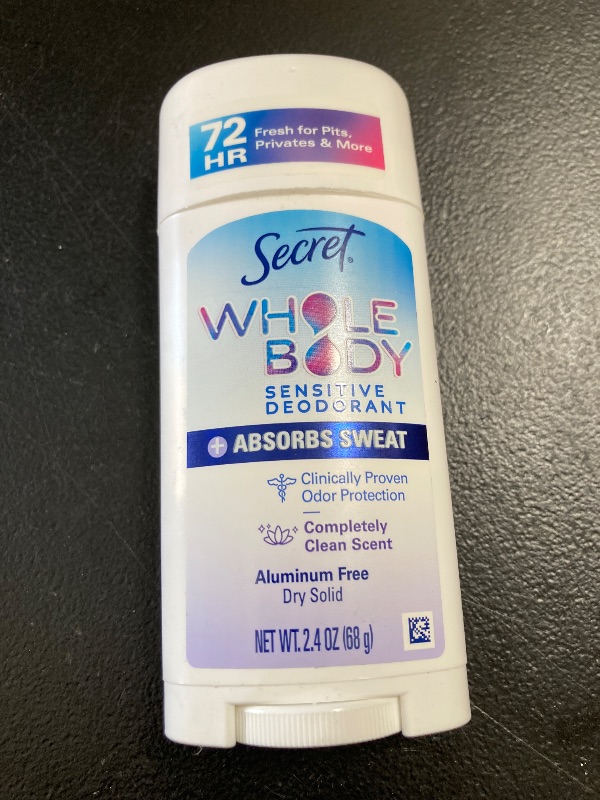 72 HR
Fresh for Pits,
Privates & More
Secret®
WHOLE
BODY
SENSITIVE
DEODORANT
+ ABSORBS SWEAT
Clinically Proven
Odor Protection
Completely
Clean Scent
Aluminum Free
Dry Solid
NET WT. 2.4 OZ (68 g)